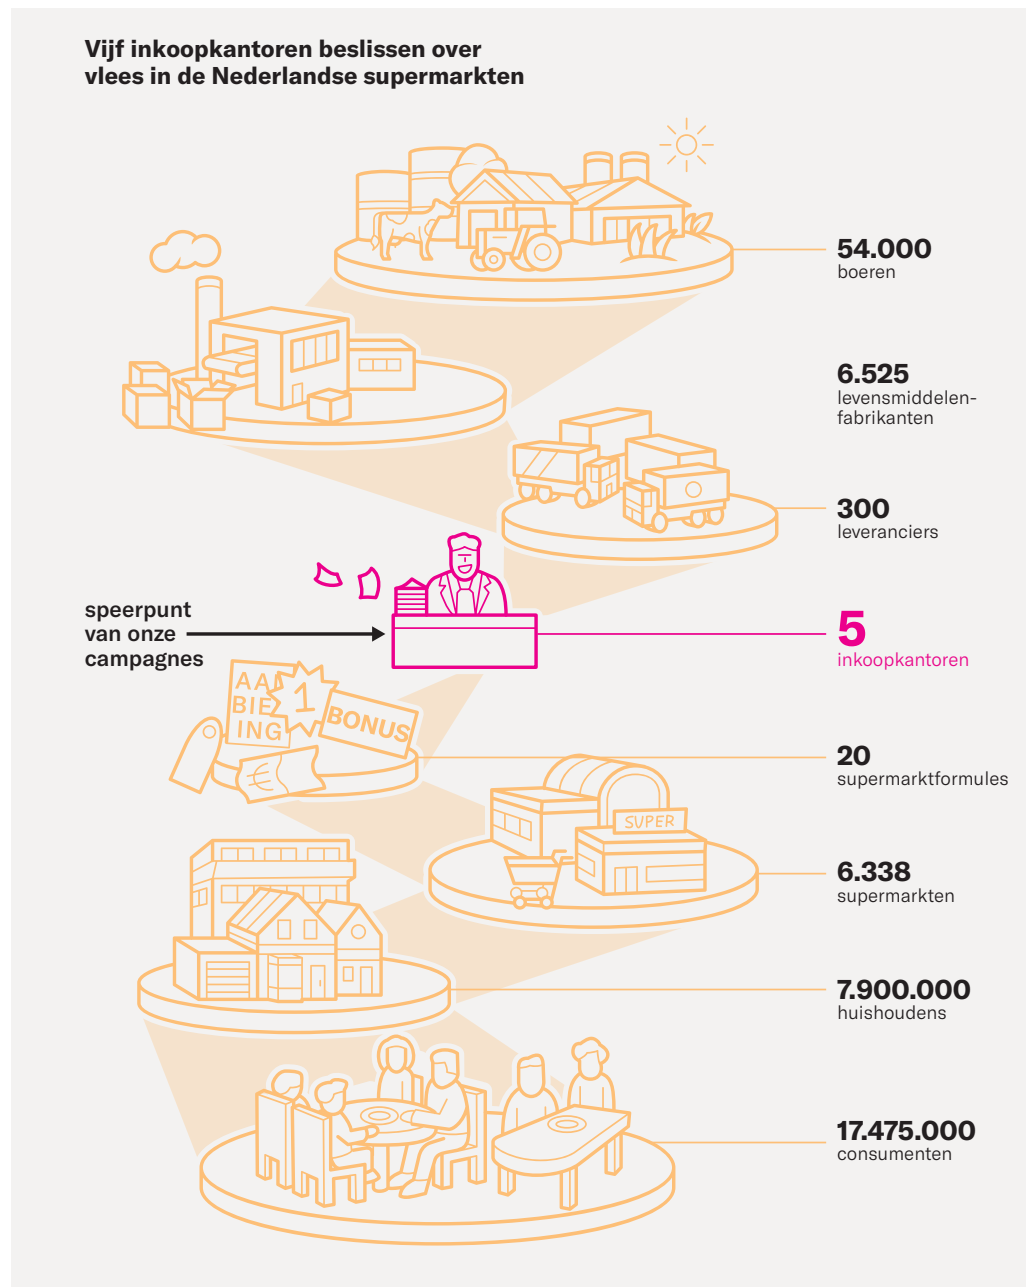 Vijf inkoopkantoren beslissen over
vlees in de Nederlandse supermarkten
54.000
boeren
6.525
levensmiddelen-
fabrikanten
300
leveranciers
speerpunt
van onze
campagnes
5
inkoopkantoren
AA
BIE
ING
1
BONUS
€
20
supermarktformules
SUPER
6.338
supermarkten
7.900.000
huishoudens
17.475.000
consumenten